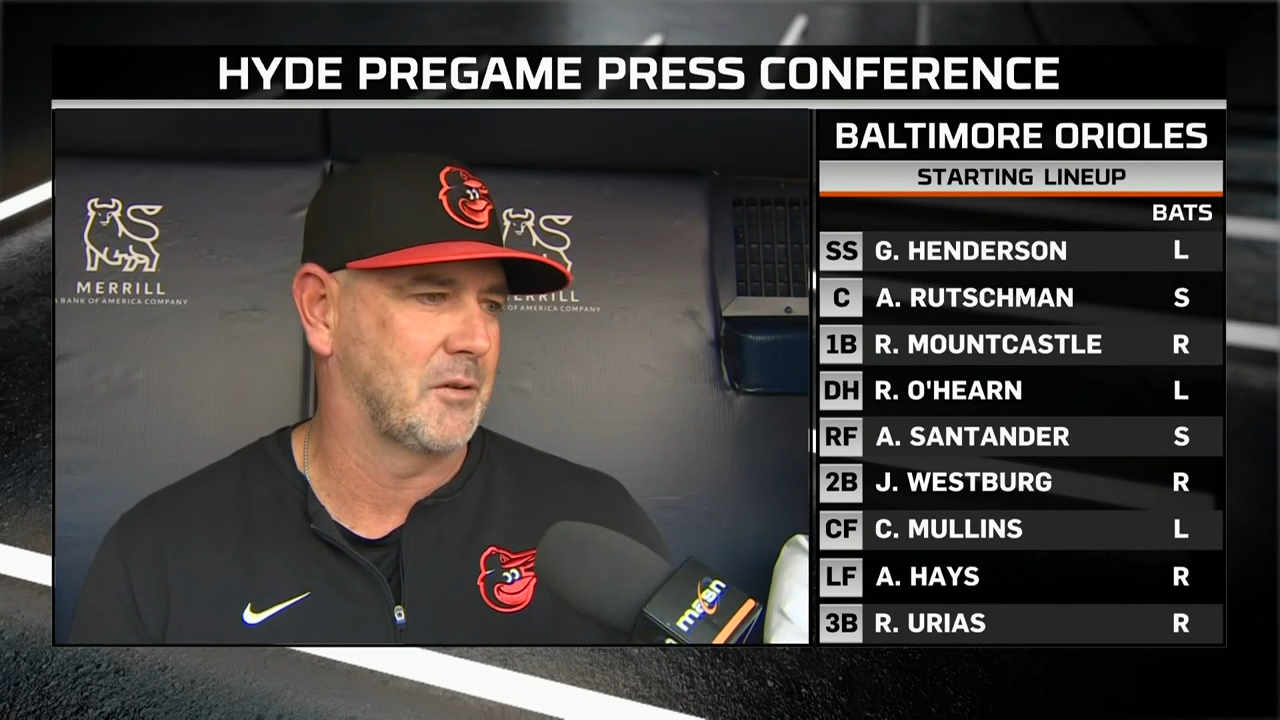 HYDE PREGAME PRESS CONFERENCE
MERRILL
A BANK OF AMERICA COMPANY
MERRILL
OF AMERICA COMPANY
masn
BALTIMORE ORIOLES
STARTING LINEUP
BATS
SS G. HENDERSON L
C A. RUTSCHMAN S
1B R. MOUNTCASTLE R
DH R. O'HEARN L
RF A. SANTANDER S
2B J. WESTBURG R
CF C. MULLINS L
LF A. HAYS R
3B R. URIAS R